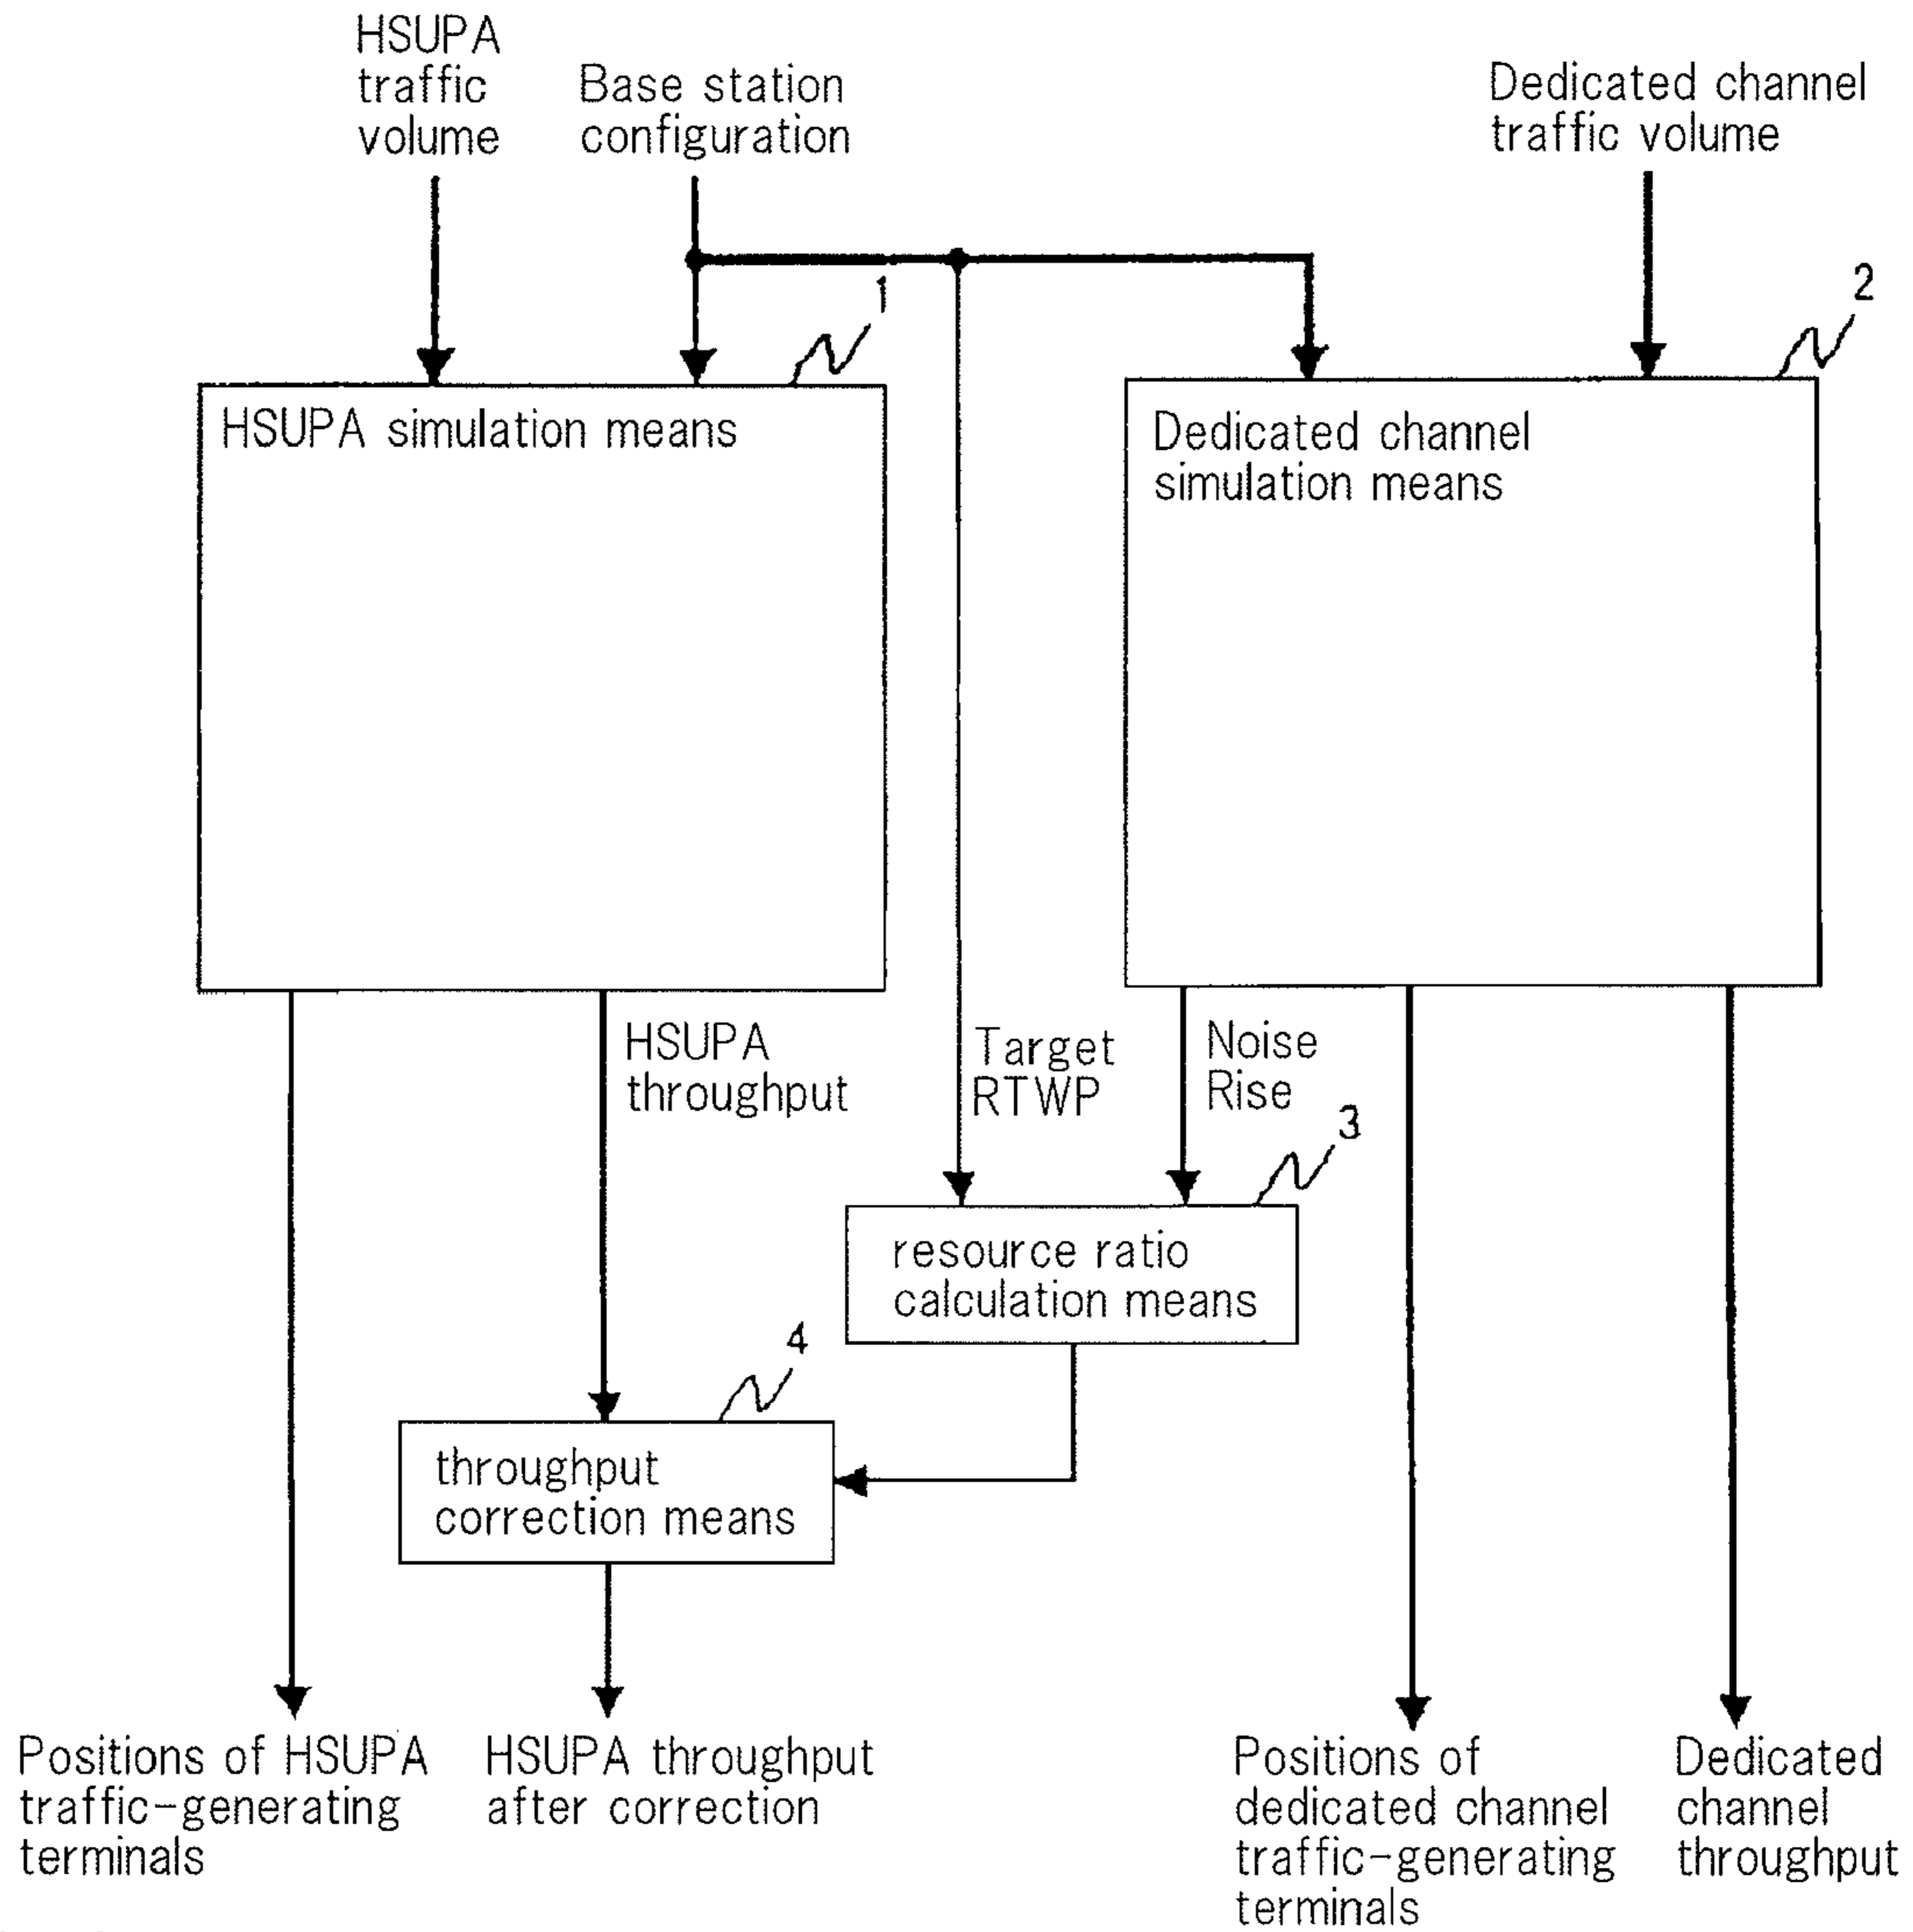 HSUPA
traffic
volume
Base station
configuration
Dedicated channel
traffic volume
1
2
HSUPA simulation means
Dedicated channel
simulation means
HSUPA
throughput
Target
RTWP
Noise
Rise
3
resource ratio
calculation means
4
throughput
correction means
Positions of HSUPA
traffic-generating
terminals
HSUPA throughput
after correction
Positions of
dedicated channel
traffic-generating
terminals
Dedicated
channel
throughput